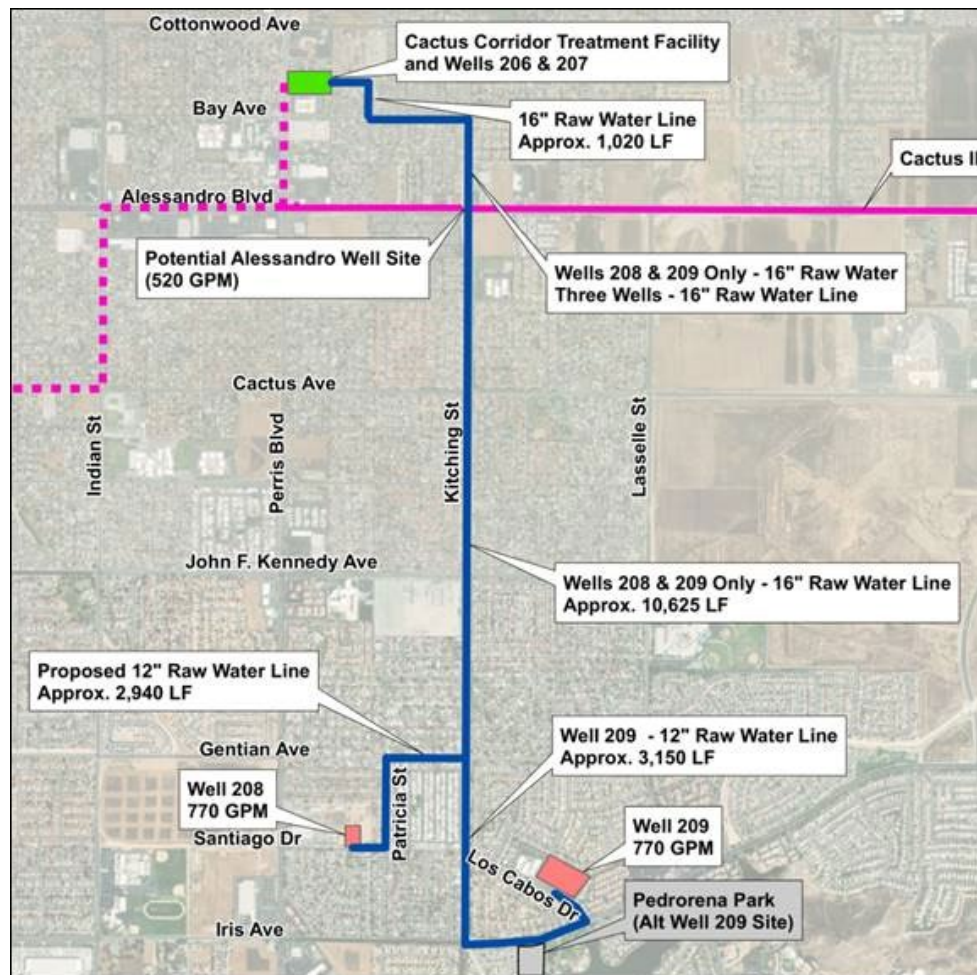 Cottonwood Ave
Cactus Corridor Treatment Facility
and Wells 206 & 207
Bay Ave
16" Raw Water Line
Approx. 1,020 LF
Cactus II
Alessandro Blvd
Potential Alessandro Well Site
(520 GPM)
Wells 208 & 209 Only - 16" Raw Water
Three Wells - 16" Raw Water Line
Cactus Ave
Indian St
Perris Blvd
Kitching St
Lasselle St
John F. Kennedy Ave
Wells 208 & 209 Only - 16" Raw Water Line
Approx. 10,625 LF
Proposed 12" Raw Water Line
Approx. 2,940 LF
Gentian Ave
Well 209 - 12" Raw Water Line
Approx. 3,150 LF
Well 208
770 GPM
Santiago Dr
Patricia St
Well 209
770 GPM
Los Cabos Dr
Pedrorena Park
(Alt Well 209 Site)
Iris Ave